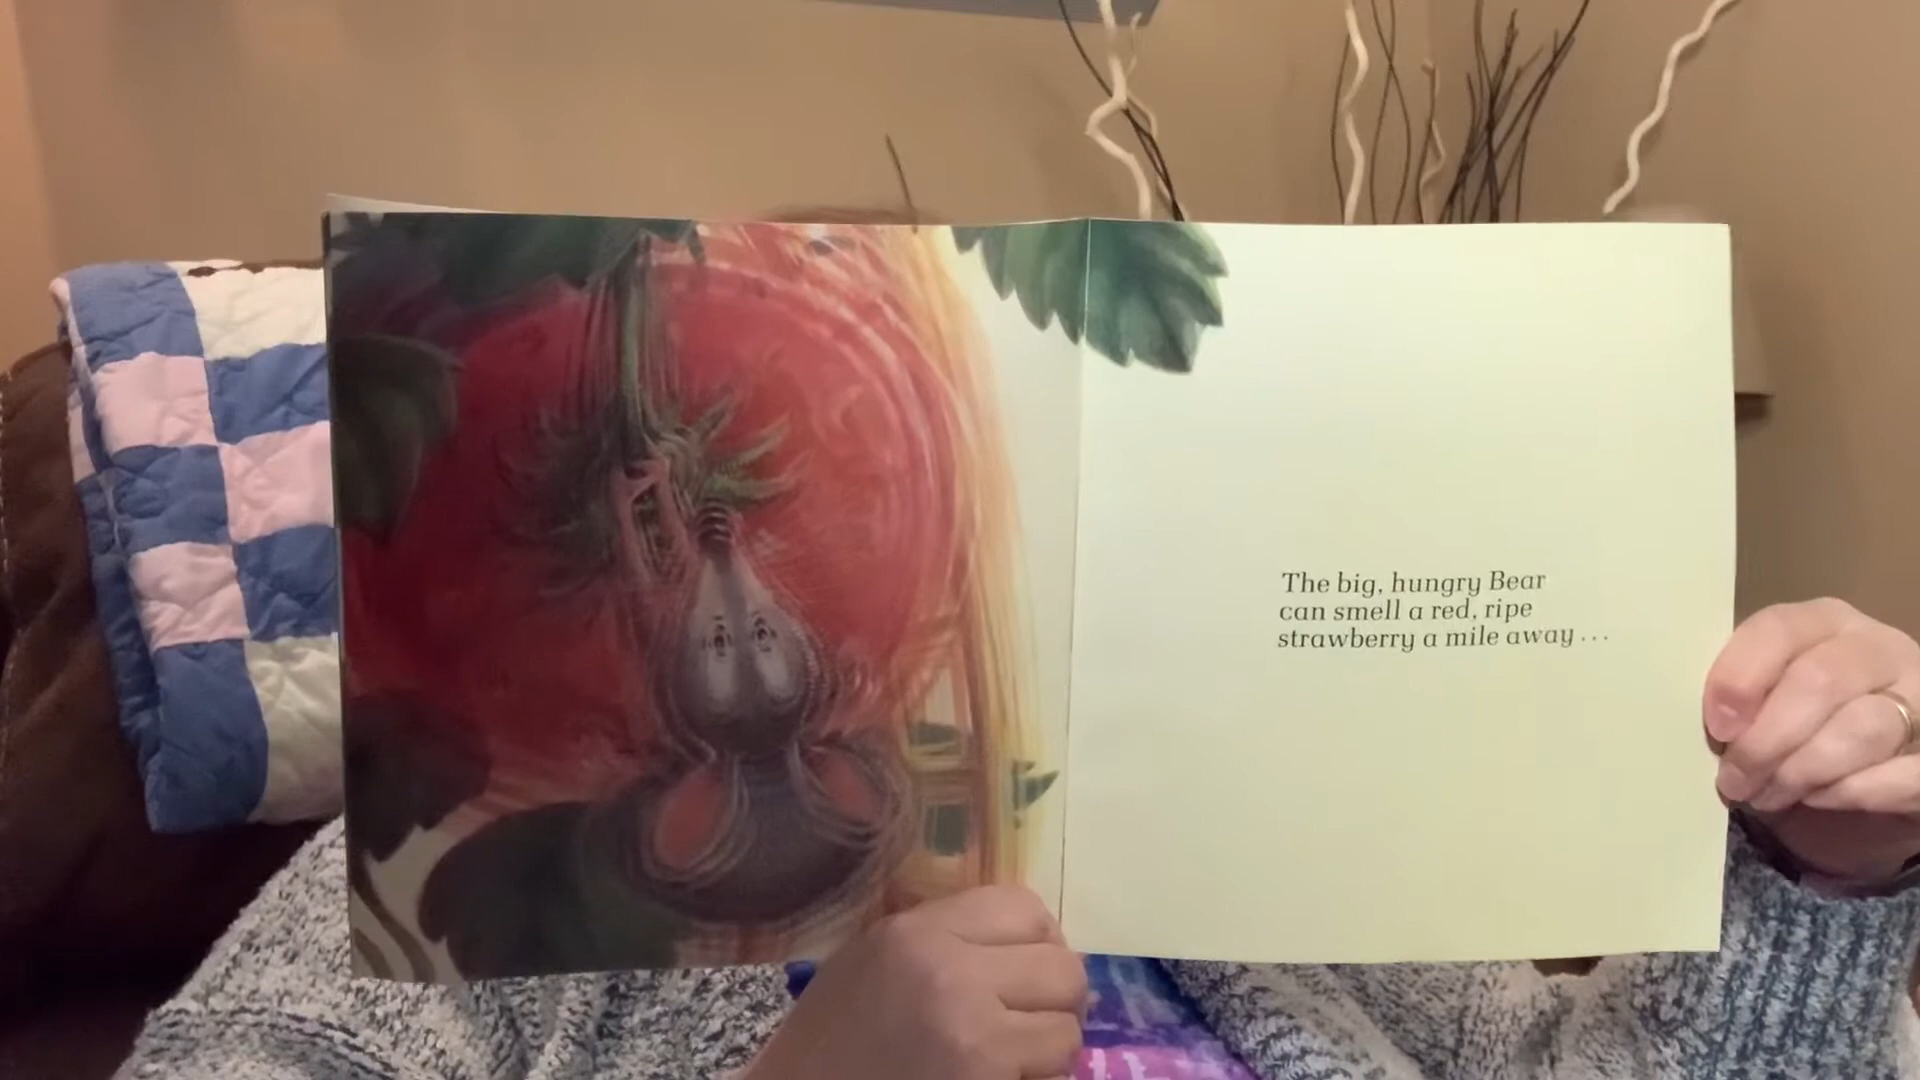 The big, hungry Bear
can smell a red, ripe
strawberry a mile away . . .